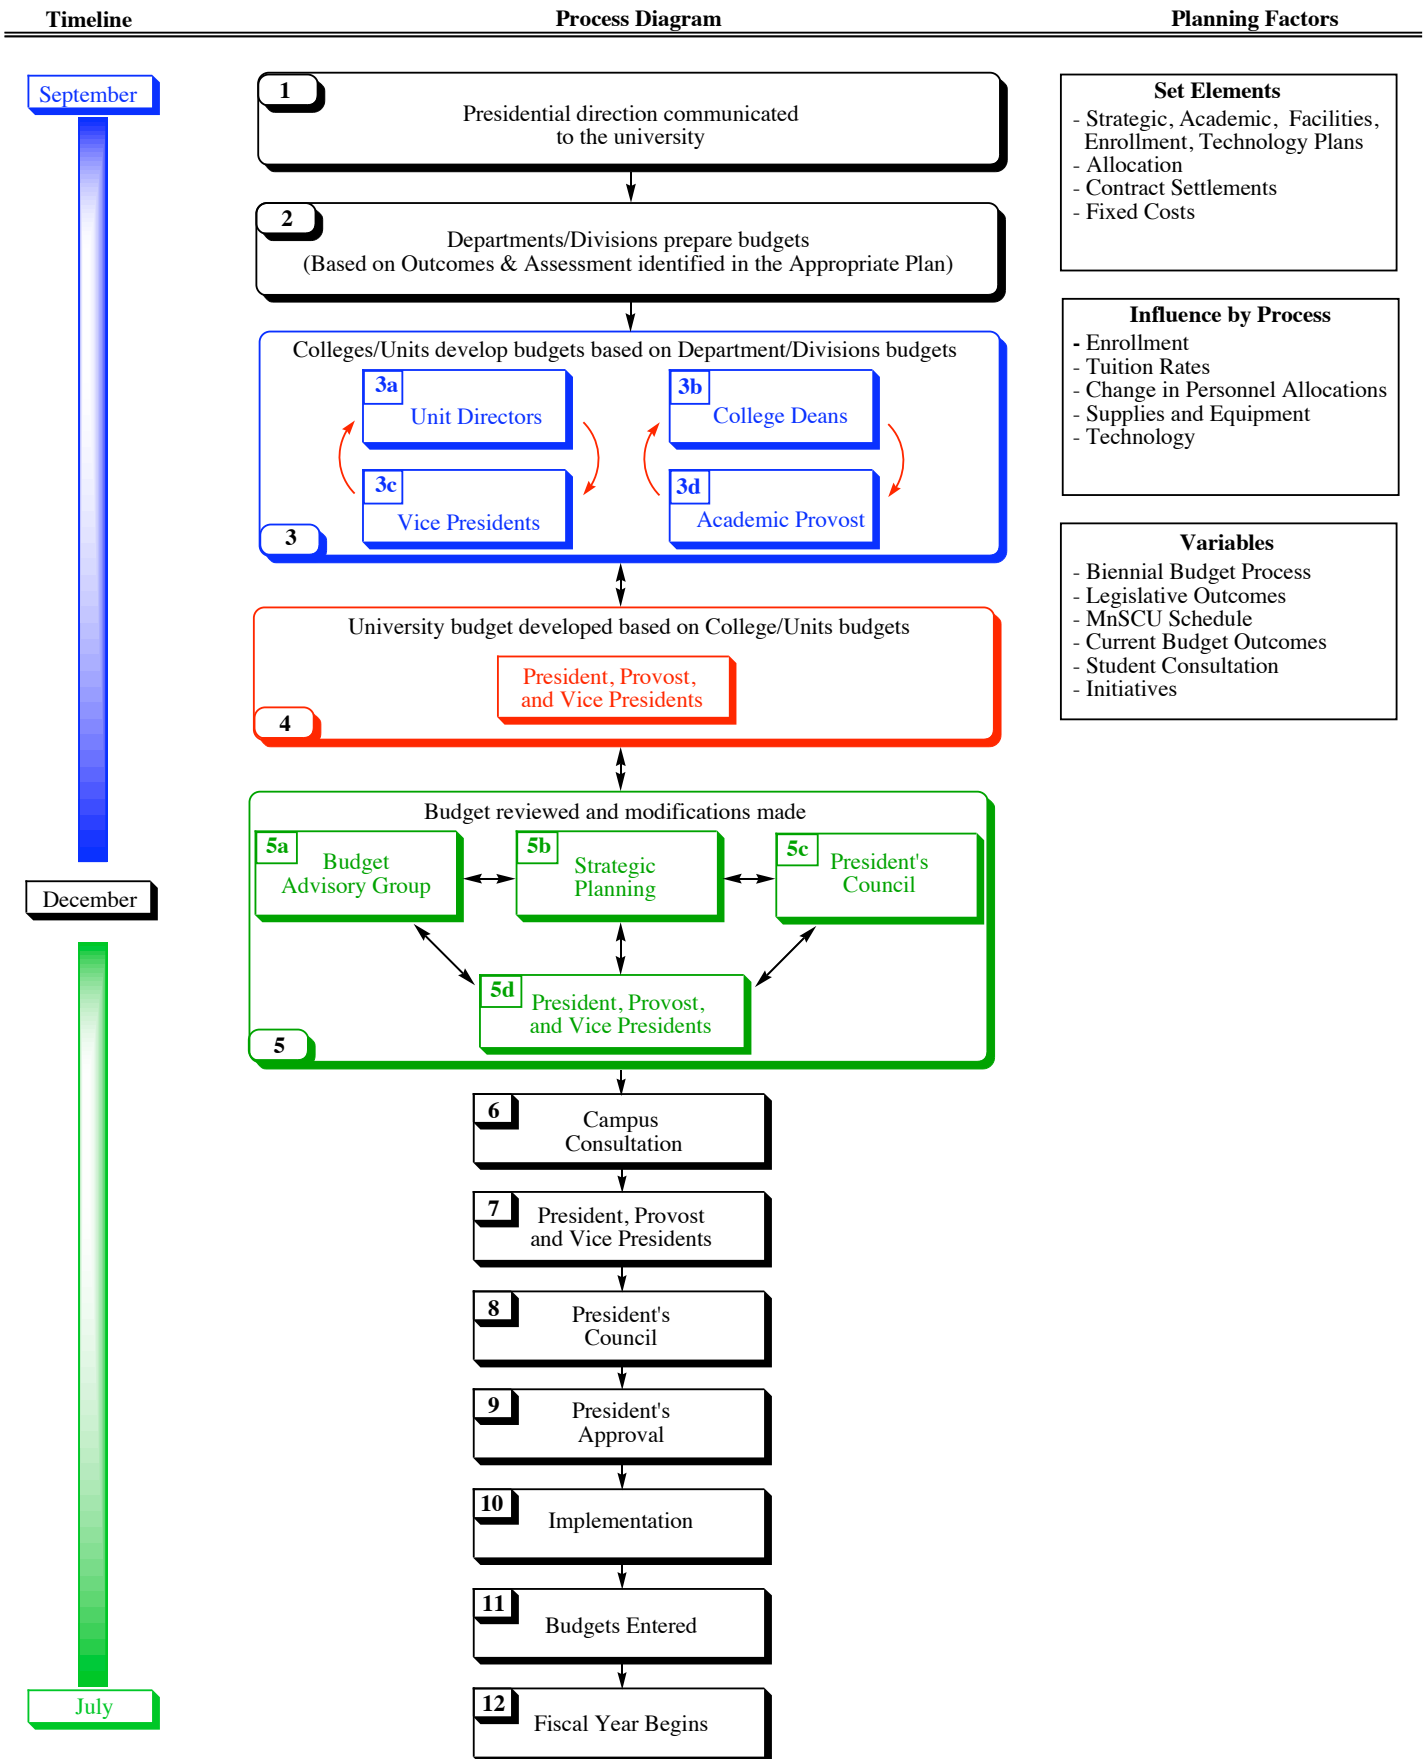 Timeline
Process Diagram
Planning Factors
September
1
Presidential direction communicated
to the university
2
Departments/Divisions prepare budgets
(Based on Outcomes & Assessment identified in the Appropriate Plan)
Colleges/Units develop budgets based on Department/Divisions budgets
3a
Unit Directors
3b
College Deans
3c
Vice Presidents
3d
Academic Provost
3
University budget developed based on College/Units budgets
President, Provost,
and Vice Presidents
4
Budget reviewed and modifications made
5a
Budget
Advisory Group
5b
Strategic
Planning
5c
President's
Council
5d
President, Provost,
and Vice Presidents
5
December
6
Campus
Consultation
7
President, Provost
and Vice Presidents
8
President's
Council
9
President's
Approval
10
Implementation
11
Budgets Entered
12
Fiscal Year Begins
July
Set Elements
- Strategic, Academic, Facilities,
Enrollment, Technology Plans
- Allocation
- Contract Settlements
- Fixed Costs
Influence by Process
- Enrollment
- Tuition Rates
- Change in Personnel Allocations
- Supplies and Equipment
- Technology
Variables
- Biennial Budget Process
- Legislative Outcomes
- MnSCU Schedule
- Current Budget Outcomes
- Student Consultation
- Initiatives